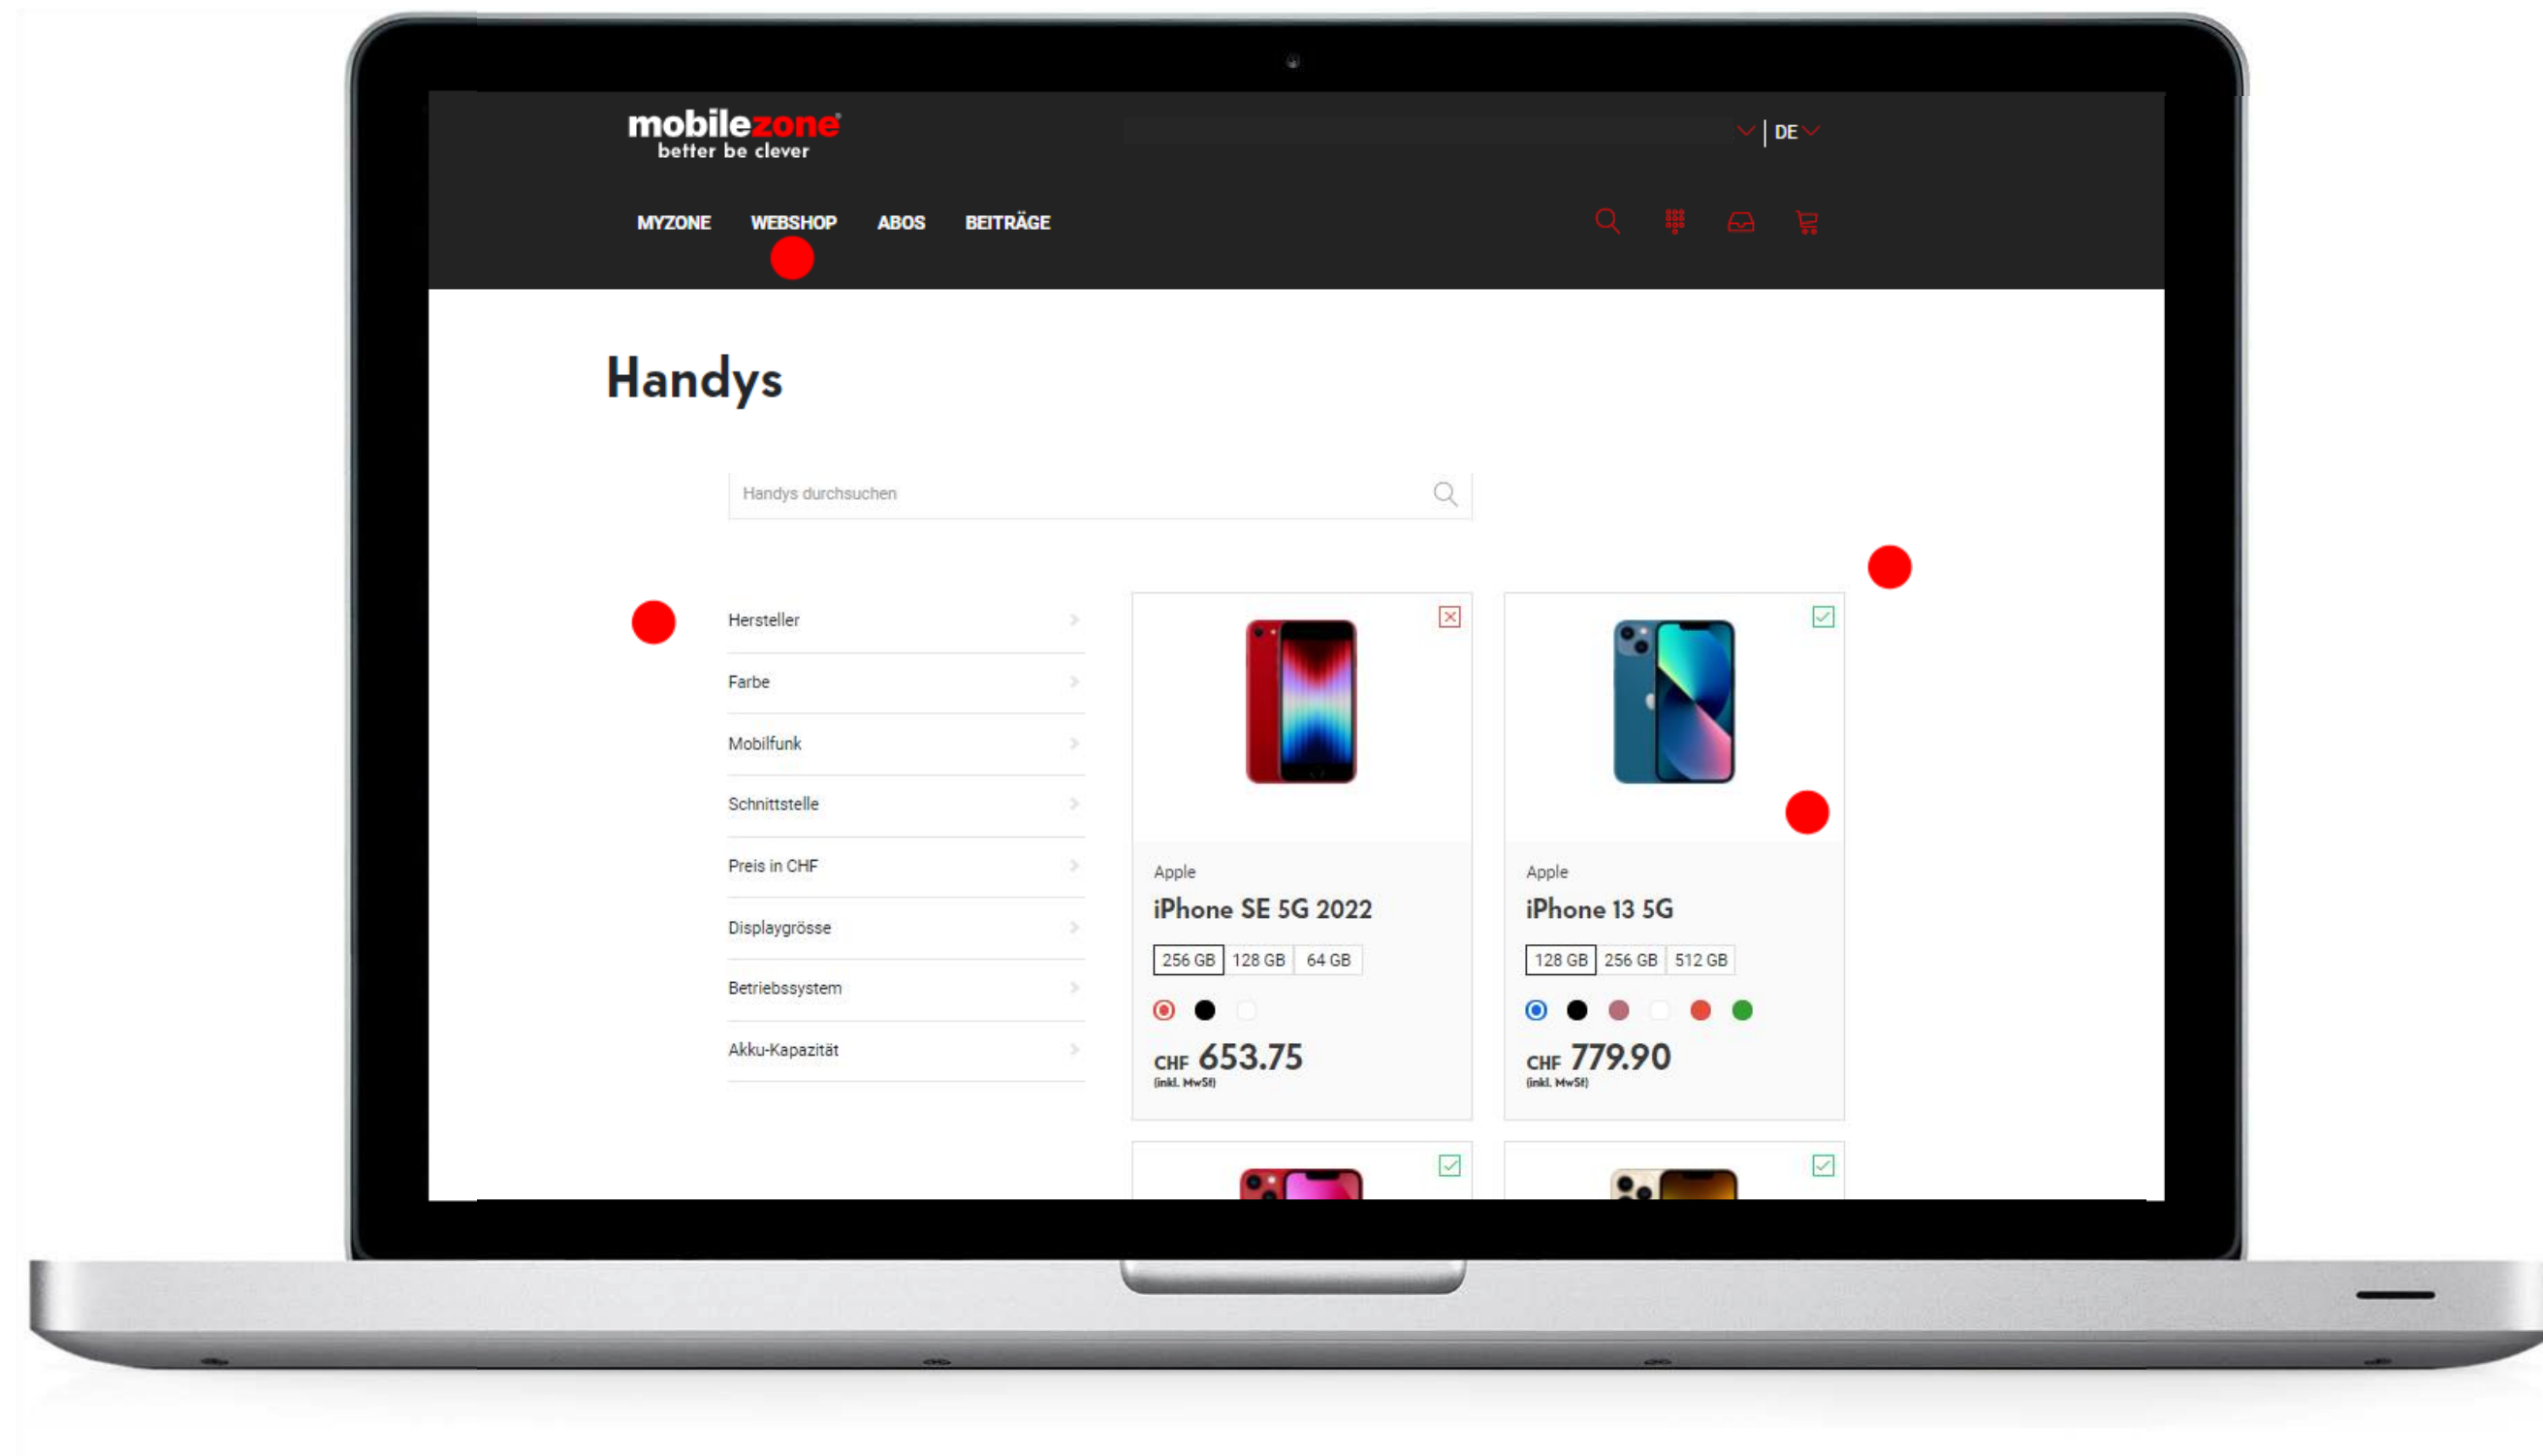 mobilezone
better be clever
DE
MYZONE WEBSHOP ABOS BEITRÄGE
Handys
Handys durchsuchen
Hersteller
Farbe
Mobilfunk
Schnittstelle
Preis in CHF
Displaygrösse
Betriebssystem
Akku-Kapazität
Apple
iPhone SE 5G 2022
256 GB 128 GB 64 GB
CHF 653.75
(inkl. MwSt)
Apple
iPhone 13 5G
128 GB 256 GB 512 GB
CHF 779.90
(inkl. MwSt)